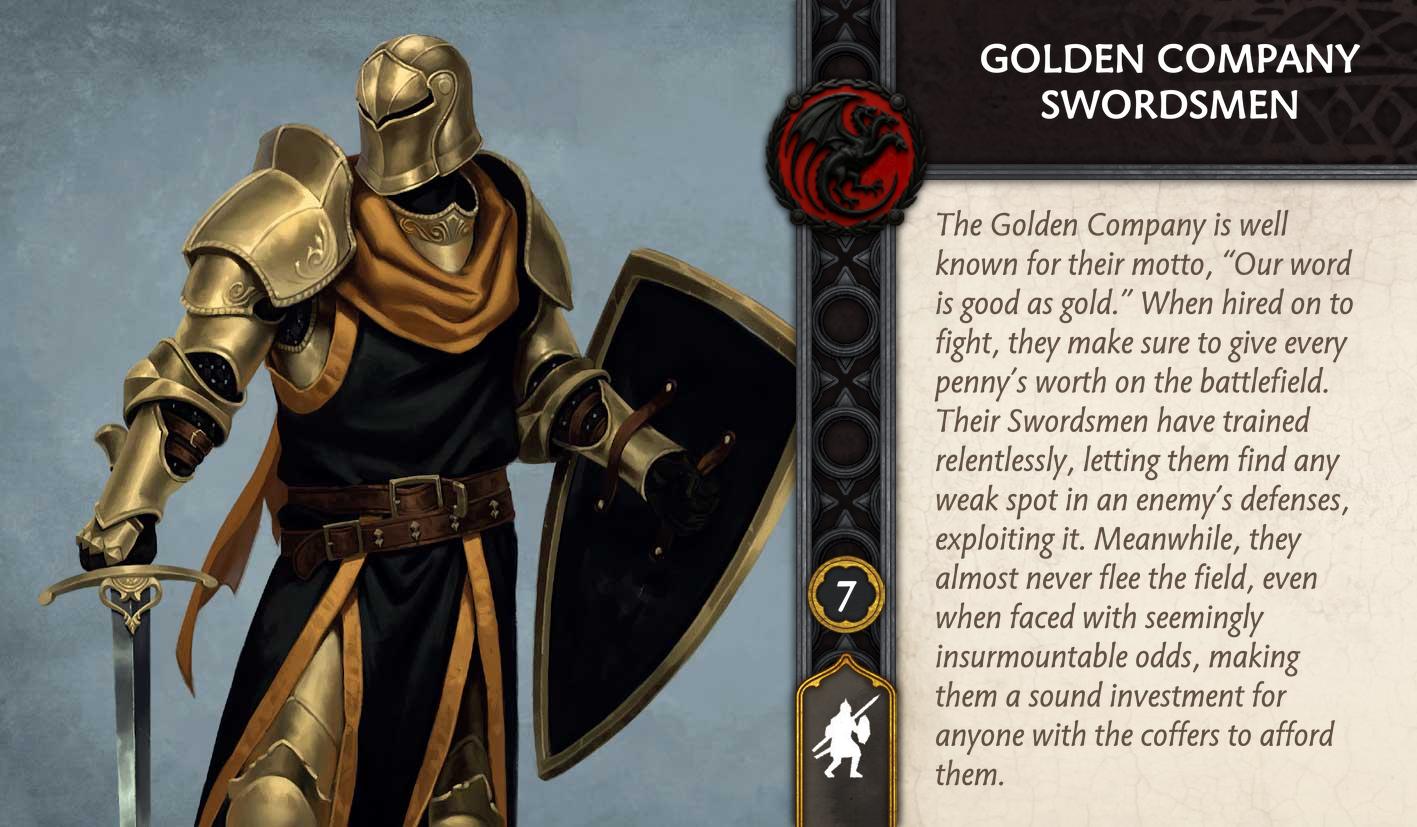 GOLDEN COMPANY
SWORDSMEN
The Golden Company is well
known for their motto, “Our word
is good as gold.” When hired on to
fight, they make sure to give every
penny’s worth on the battlefield.
Their Swordsmen have trained
relentlessly, letting them find any
weak spot in an enemy’s defenses,
exploiting it. Meanwhile, they
almost never flee the field, even
when faced with seemingly
insurmountable odds, making
them a sound investment for
anyone with the coffers to afford
them.
7